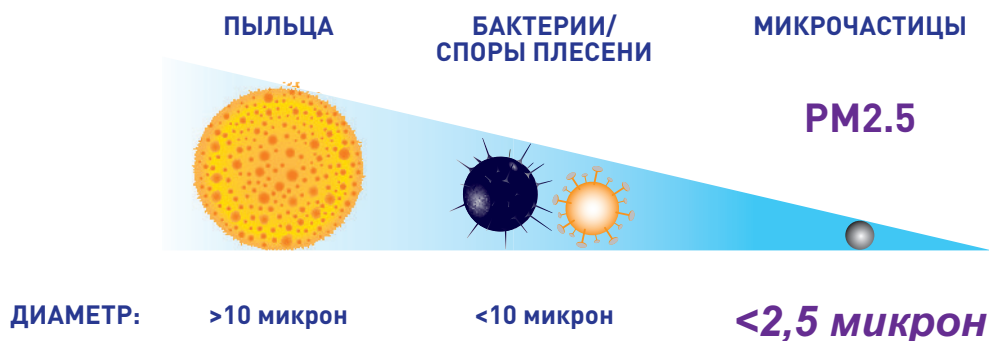 ПЫЛЬЦА
БАКТЕРИИ/
СПОРЫ ПЛЕСЕНИ
МИКРОЧАСТИЦЫ
PM2.5
ДИАМЕТР:
>10 микрон
<10 микрон
<2,5 микрон